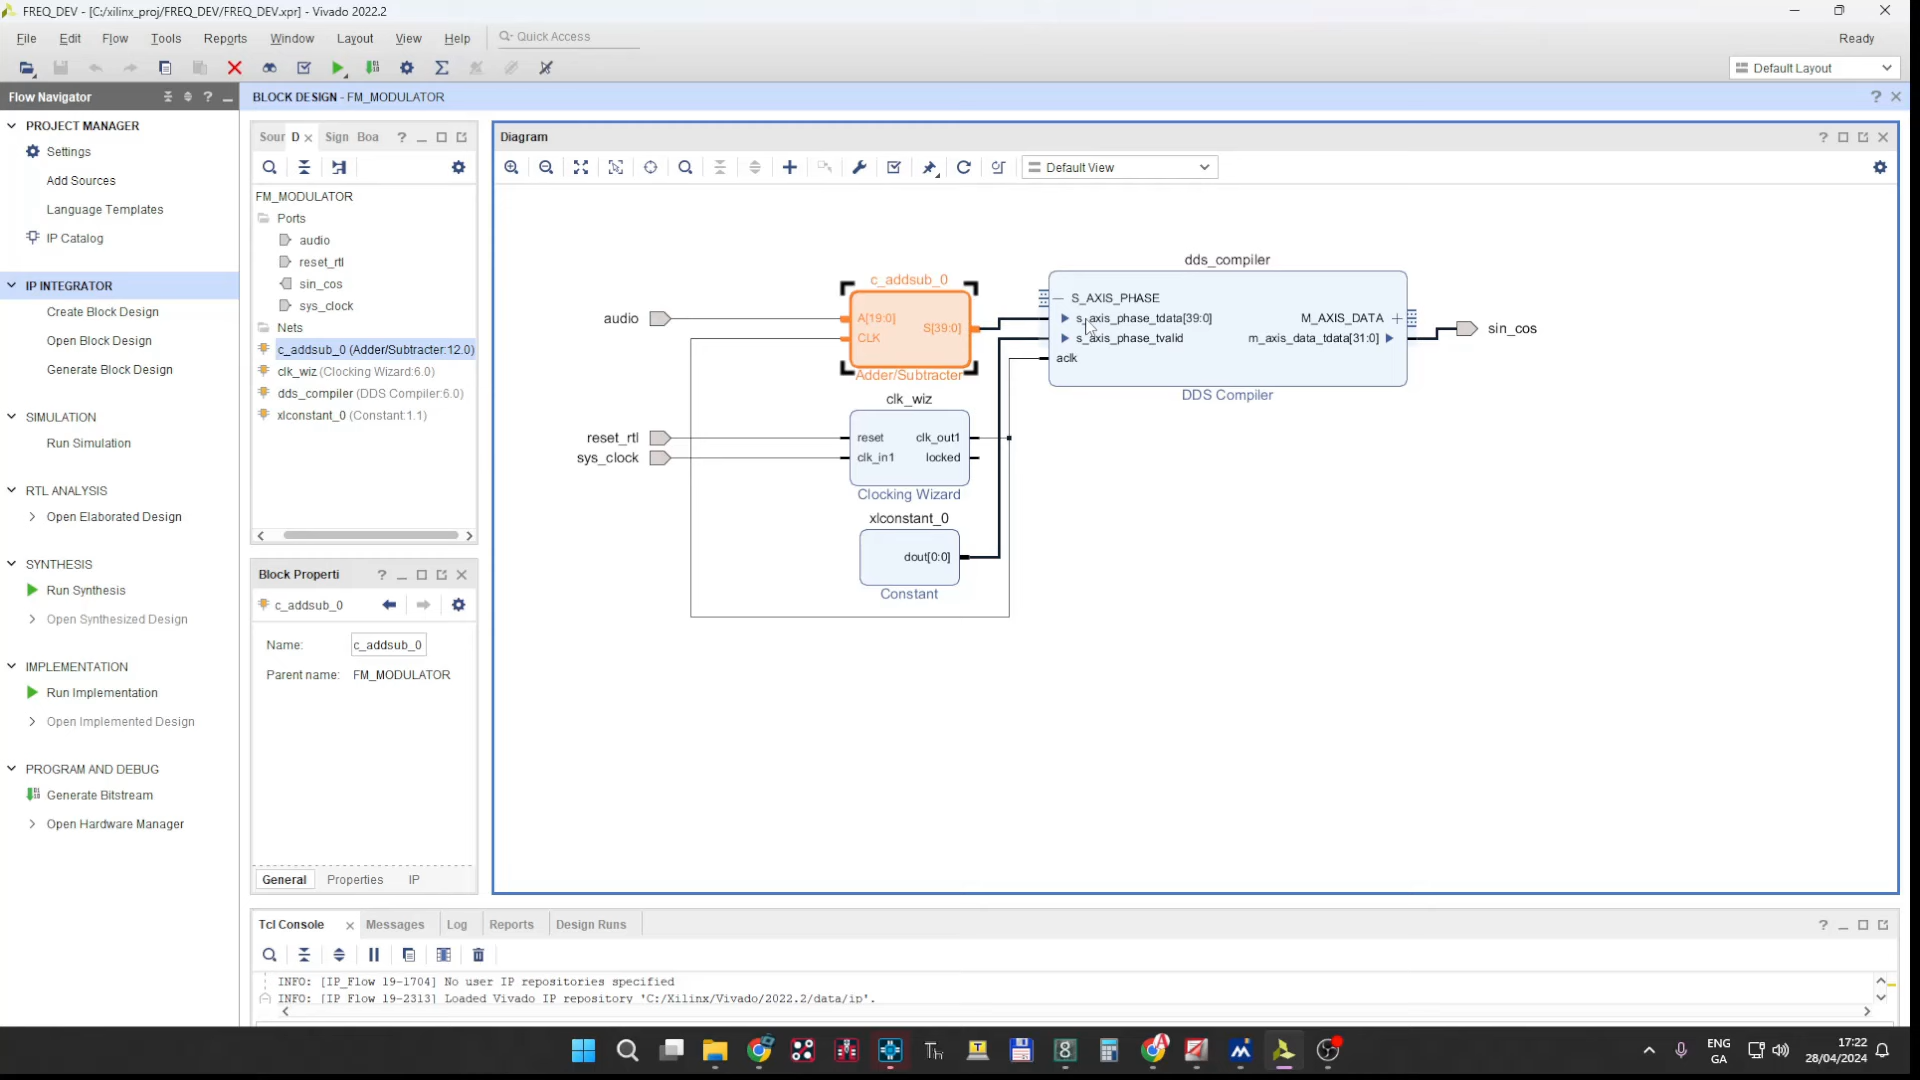 FREQ_DEV - [C:/xilinx_proj/FREQ_DEV/FREQ_DEV.xpr] - Vivado 2022.2
File Edit Flow Tools Reports Window Layout View Help Quick Access Ready
Default Layout
Flow Navigator
PROJECT MANAGER
Settings
Add Sources
Language Templates
IP Catalog
IP INTEGRATOR
Create Block Design
Open Block Design
Generate Block Design
SIMULATION
Run Simulation
RTL ANALYSIS
Open Elaborated Design
SYNTHESIS
Run Synthesis
Open Synthesized Design
IMPLEMENTATION
Run Implementation
Open Implemented Design
PROGRAM AND DEBUG
Generate Bitstream
Open Hardware Manager
BLOCK DESIGN - FM_MODULATOR
Sour D Sign Boa
FM_MODULATOR
Ports
audio
reset_rtl
sin_cos
sys_clock
Nets
c_addsub_0 (Adder/Subtracter:12.0)
clk_wiz (Clocking Wizard:6.0)
dds_compiler (DDS Compiler:6.0)
xlconstant_0 (Constant:1.1)
Block Properti
c_addsub_0
Name: c_addsub_0
Parent name: FM_MODULATOR
General Properties IP
Diagram
Default View
audio
c_addsub_0
A[19:0]
CLK
S[39:0]
Adder/Subtracter
reset_rtl
sys_clock
clk_wiz
reset clk_out1
clk_in1 locked
Clocking Wizard
xlconstant_0
dout[0:0]
Constant
dds_compiler
S_AXIS_PHASE
s_axis_phase_tdata[39:0] M_AXIS_DATA
s_axis_phase_tvalid m_axis_data_tdata[31:0]
aclk
DDS Compiler
sin_cos
Tcl Console Messages Log Reports Design Runs
INFO: [IP_Flow 19-1704] No user IP repositories specified
INFO: [IP_Flow 19-2313] Loaded Vivado IP repository 'C:/Xilinx/Vivado/2022.2/data/ip'.
ENG
GA
17:22
28/04/2024